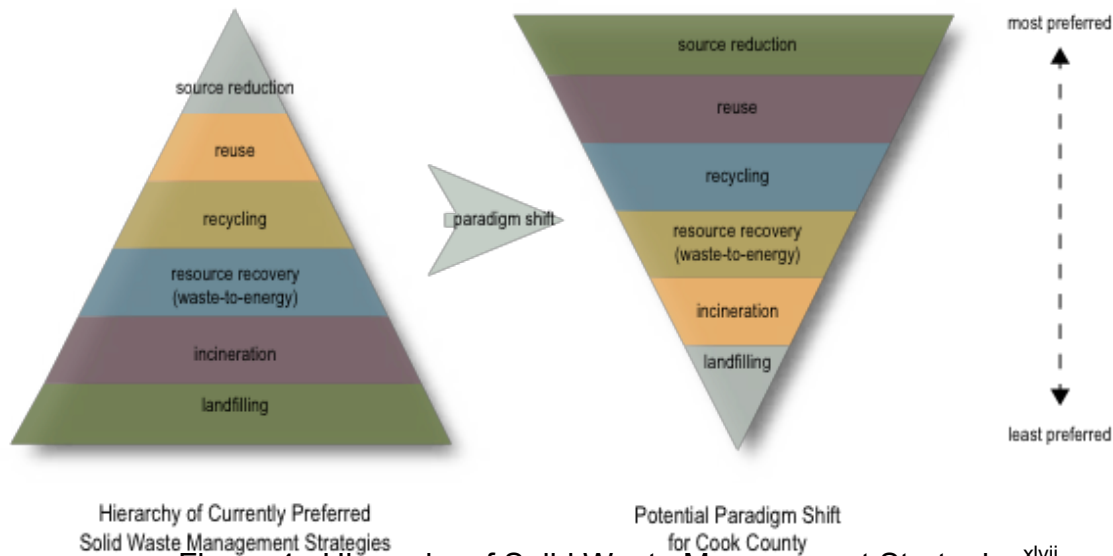 source reduction
reuse
recycling
resource recovery
(waste-to-energy)
incineration
landfilling
Hierarchy of Currently Preferred
Solid Waste Management Strategies
paradigm shift
source reduction
reuse
recycling
resource recovery
(waste-to-energy)
incineration
landfilling
Potential Paradigm Shift
for Cook County
most preferred
least preferred